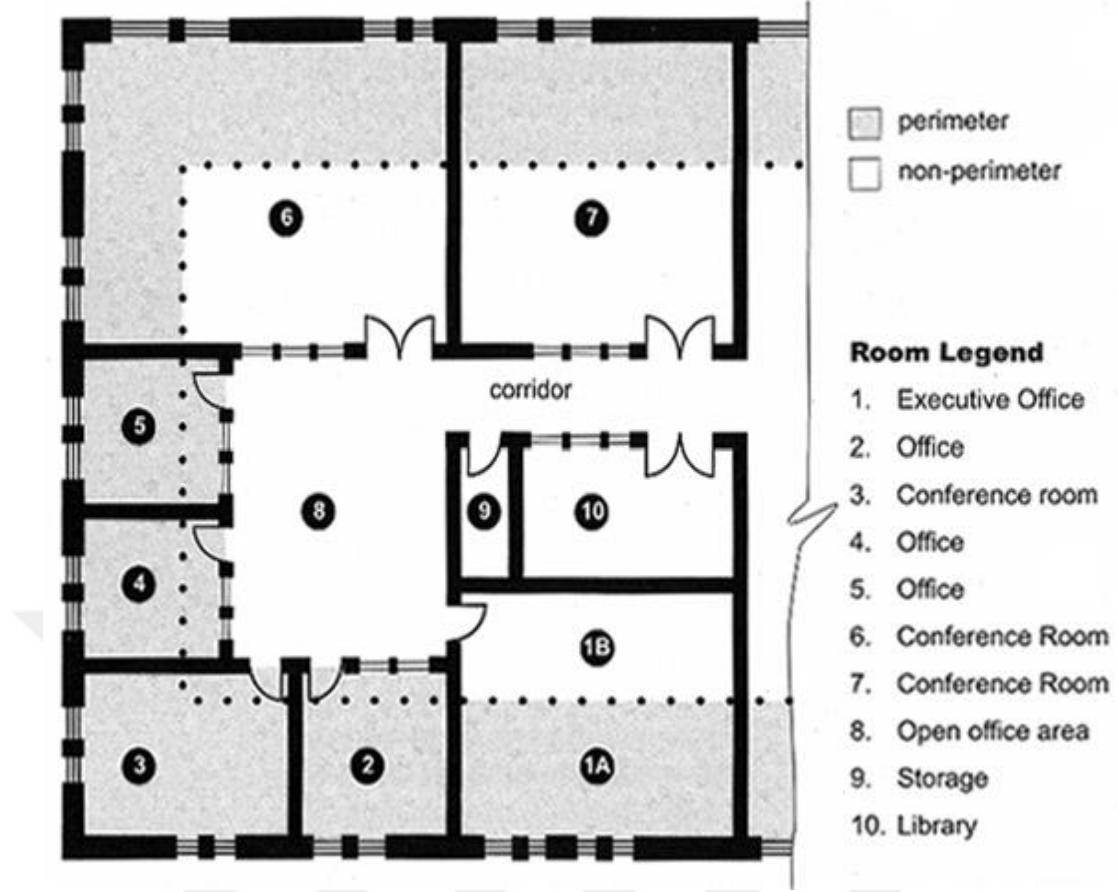 perimeter
non-perimeter
6
7
Room Legend
corridor
1. Executive Office
5
2. Office
8
9
10
3. Conference room
4. Office
4
5. Office
1B
6. Conference Room
7. Conference Room
3
2
1A
8. Open office area
9. Storage
10. Library